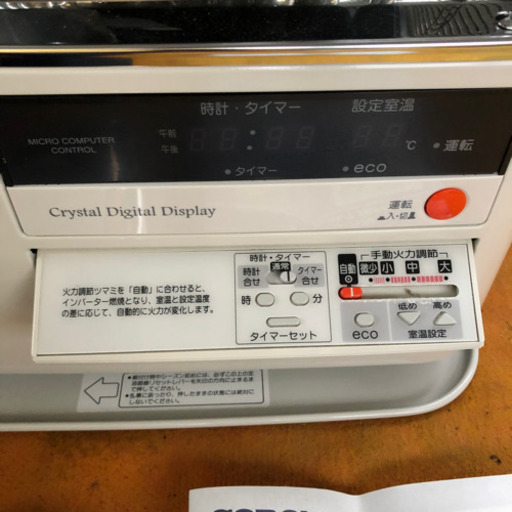 時計・タイマー 設定室温
MICRO COMPUTER
CONTROL
午前
午後
℃
運転
タイマー
eco
Crystal Digital Display
運転
入・切
火力調節ツマミを「自動」に合わせると、
インバーター燃焼となり、室温と設定温度
の差に応じて、自動的に火力が変化します。
時計・タイマー
通常
時計合せ
タイマー合せ
時
分
タイマーセット
手動火力調節
自動 微少 小 中 大
eco
低め 高め
室温設定